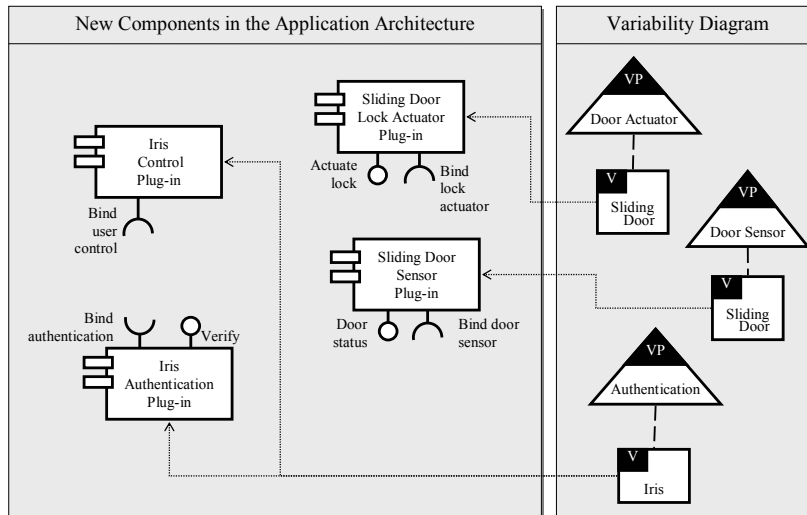 New Components in the Application Architecture
Iris
Control
Plug-in
Bind
user
control
Sliding Door
Lock Actuator
Plug-in
Actuate
lock
Bind
lock
actuator
Sliding Door
Sensor
Plug-in
Door
status
Bind door
sensor
Bind
authentication
Verify
Iris
Authentication
Plug-in
Variability Diagram
VP
Door Actuator
V
Sliding
Door
VP
Door Sensor
V
Sliding
Door
VP
Authentication
V
Iris